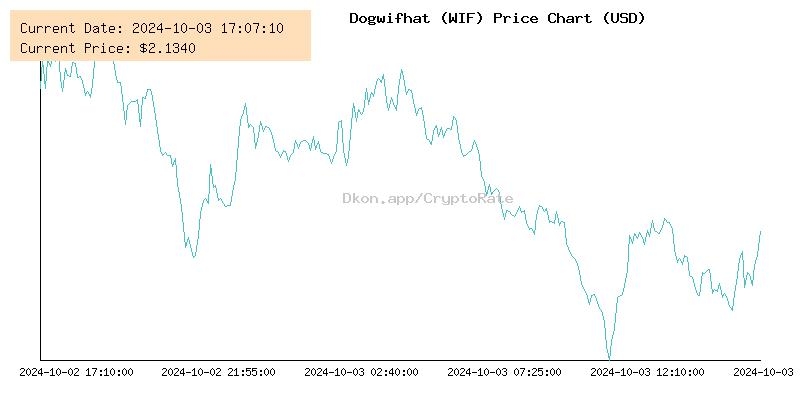 Dogwifhat (WIF) Price Chart (USD)
Current Date: 2024-10-03 17:07:10
Current Price: $2.1340
Dkon.app/CryptoRate
2024-10-02 17:10:00
2024-10-02 21:55:00
2024-10-03 02:40:00
2024-10-03 07:25:00
2024-10-03 12:10:00
2024-10-03